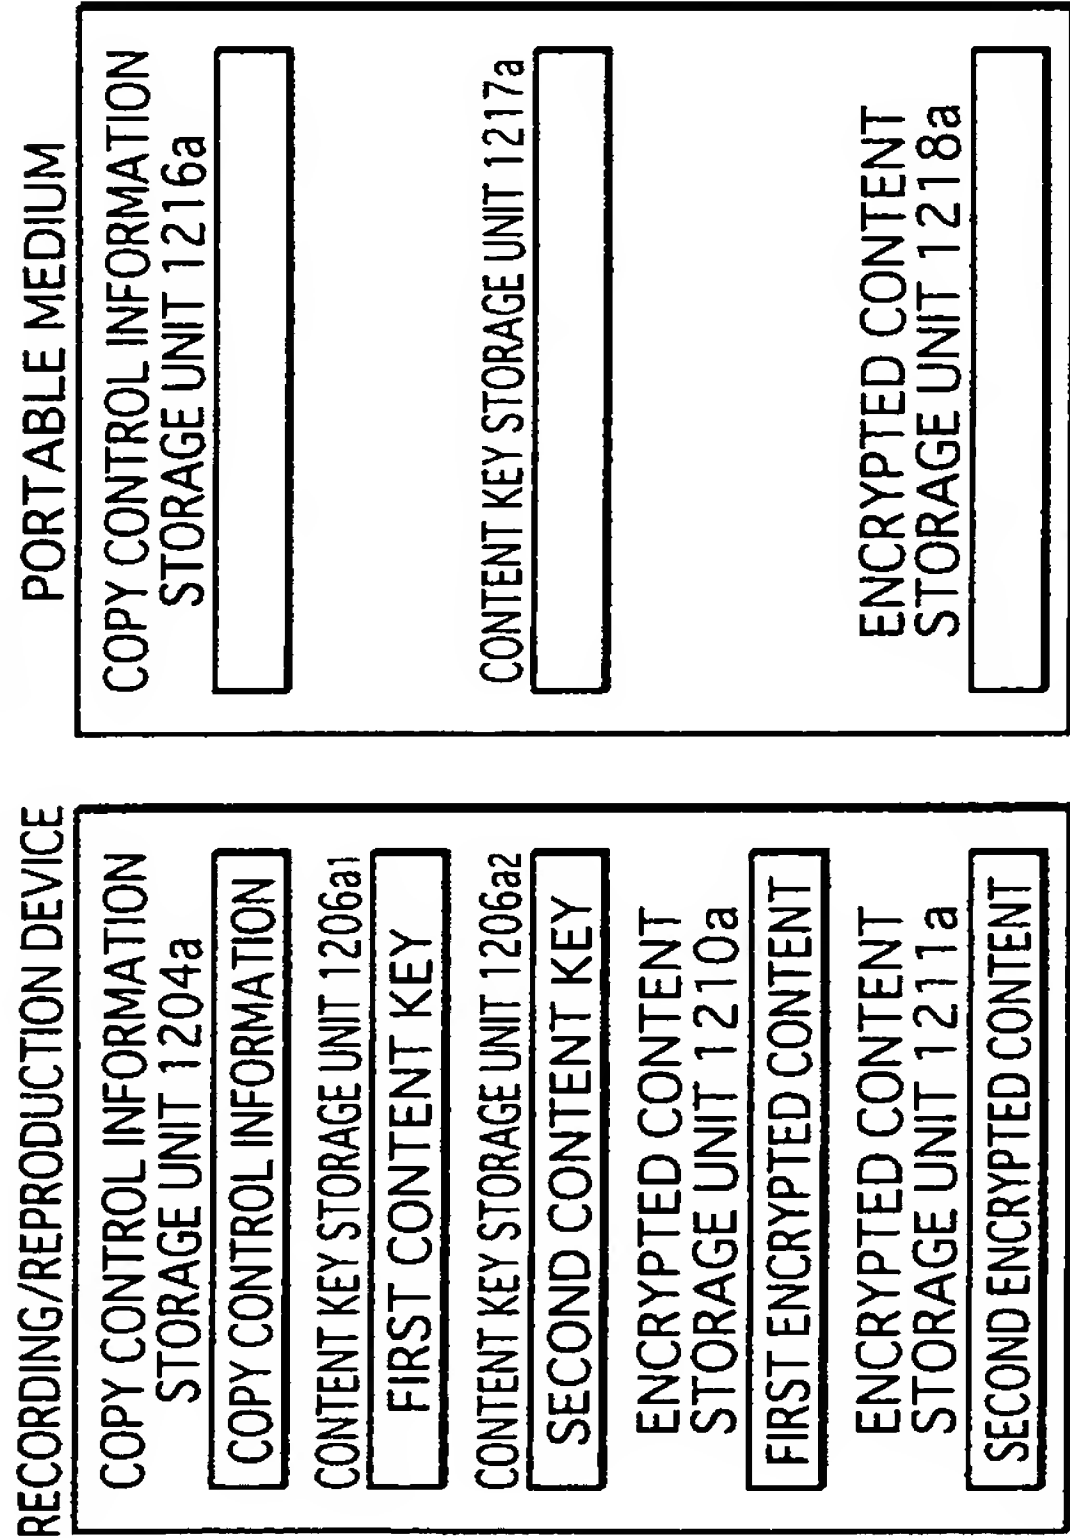 RECORDING/REPRODUCTION DEVICE
COPY CONTROL INFORMATION
STORAGE UNIT 1204a
COPY CONTROL INFORMATION
CONTENT KEY STORAGE UNIT 1206a1
FIRST CONTENT KEY
CONTENT KEY STORAGE UNIT 1206a2
SECOND CONTENT KEY
ENCRYPTED CONTENT
STORAGE UNIT 1210a
FIRST ENCRYPTED CONTENT
ENCRYPTED CONTENT
STORAGE UNIT 1211a
SECOND ENCRYPTED CONTENT
PORTABLE MEDIUM
COPY CONTROL INFORMATION
STORAGE UNIT 1216a
CONTENT KEY STORAGE UNIT 1217a
ENCRYPTED CONTENT
STORAGE UNIT 1218a